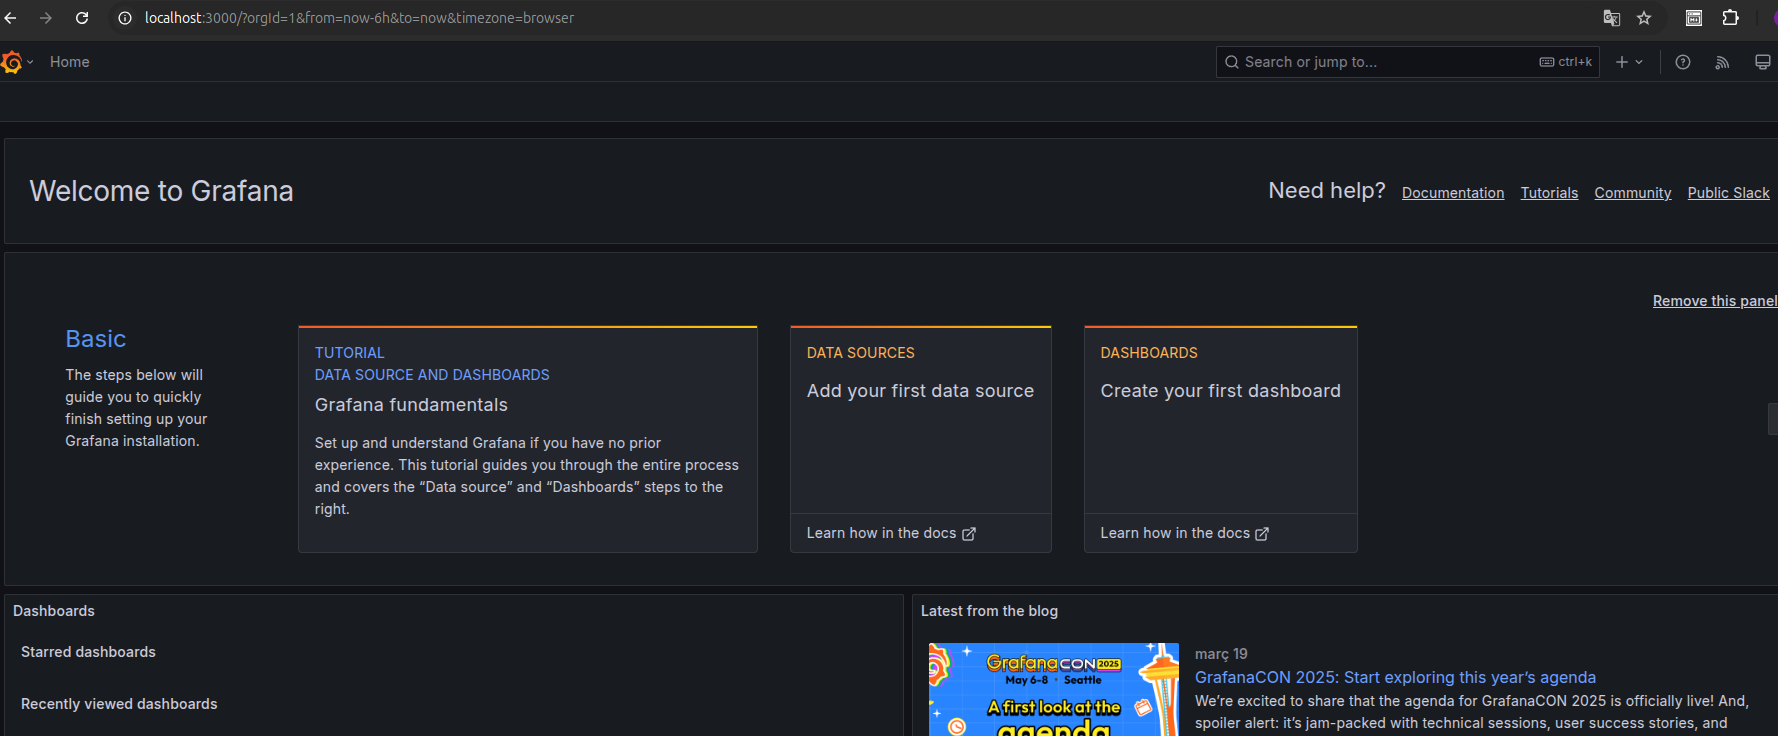 localhost:3000/?orgId=1&from=now-6h&to=now&timezone=browser
Home
Search or jump to...
ctrl+k
Welcome to Grafana
Need help?
Documentation
Tutorials
Community
Public Slack
Remove this panel
Basic
The steps below will
guide you to quickly
finish setting up your
Grafana installation.
TUTORIAL
DATA SOURCE AND DASHBOARDS
Grafana fundamentals
Set up and understand Grafana if you have no prior
experience. This tutorial guides you through the entire process
and covers the “Data source” and “Dashboards” steps to the
right.
DATA SOURCES
Add your first data source
Learn how in the docs
DASHBOARDS
Create your first dashboard
Learn how in the docs
Dashboards
Starred dashboards
Recently viewed dashboards
Latest from the blog
GrafanaCON 2025
May 6-8 • Seattle
A first look at the
agenda
març 19
GrafanaCON 2025: Start exploring this year’s agenda
We’re excited to share that the agenda for GrafanaCON 2025 is officially live! And,
spoiler alert: it’s jam-packed with technical sessions, user success stories, and